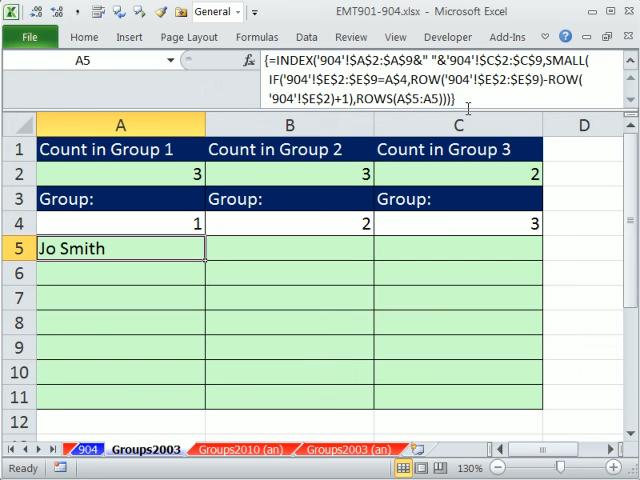 General
EMT901-904.xlsx - Microsoft Excel
File Home Insert Page Layout Formulas Data Review View Developer Add-Ins
A5 fx {=INDEX('904'!$A$2:$A$9&" "&'904'!$C$2:$C$9,SMALL(
IF('904'!$E$2:$E$9=A$4,ROW('904'!$E$2:$E$9)-ROW(
'904'!$E$2)+1),ROWS(A$5:A5)))}
A B C D
1 Count in Group 1 Count in Group 2 Count in Group 3
2 3 3 2
3 Group: Group: Group:
4 1 2 3
5 Jo Smith
6
7
8
9
10
11
12
904 Groups2003 Groups2010 (an) Groups2003 (an)
Ready 130%